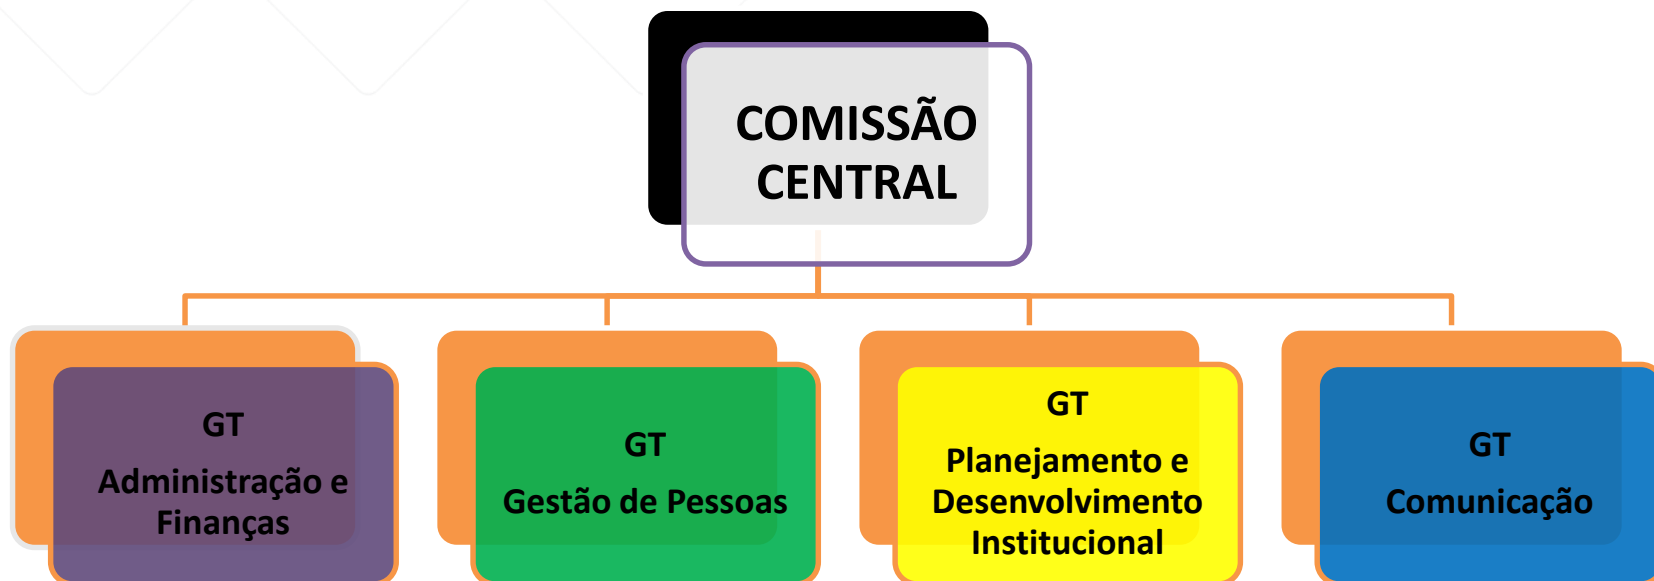 COMISSÃO
CENTRAL
GT
Administração e
Finanças
GT
Gestão de Pessoas
GT
Planejamento e
Desenvolvimento
Institucional
GT
Comunicação